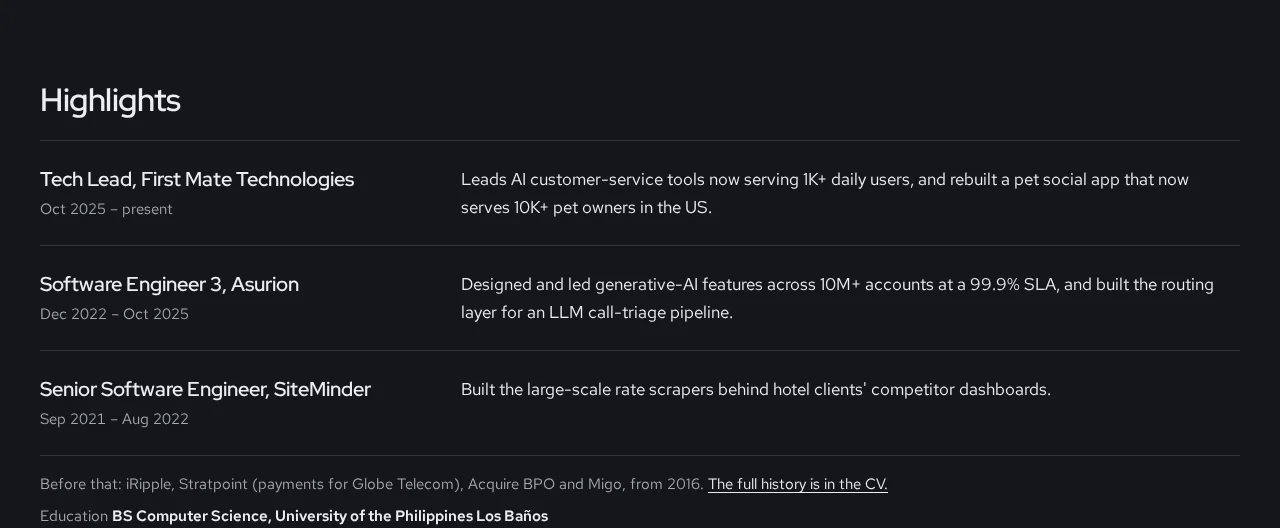 Highlights
Tech Lead, First Mate Technologies
Oct 2025 – present
Leads AI customer-service tools now serving 1K+ daily users, and rebuilt a pet social app that now
serves 10K+ pet owners in the US.
Software Engineer 3, Asurion
Dec 2022 – Oct 2025
Designed and led generative-AI features across 10M+ accounts at a 99.9% SLA, and built the routing
layer for an LLM call-triage pipeline.
Senior Software Engineer, SiteMinder
Sep 2021 – Aug 2022
Built the large-scale rate scrapers behind hotel clients' competitor dashboards.
Before that: iRipple, Stratpoint (payments for Globe Telecom), Acquire BPO and Migo, from 2016. The full history is in the CV.
Education BS Computer Science, University of the Philippines Los Baños